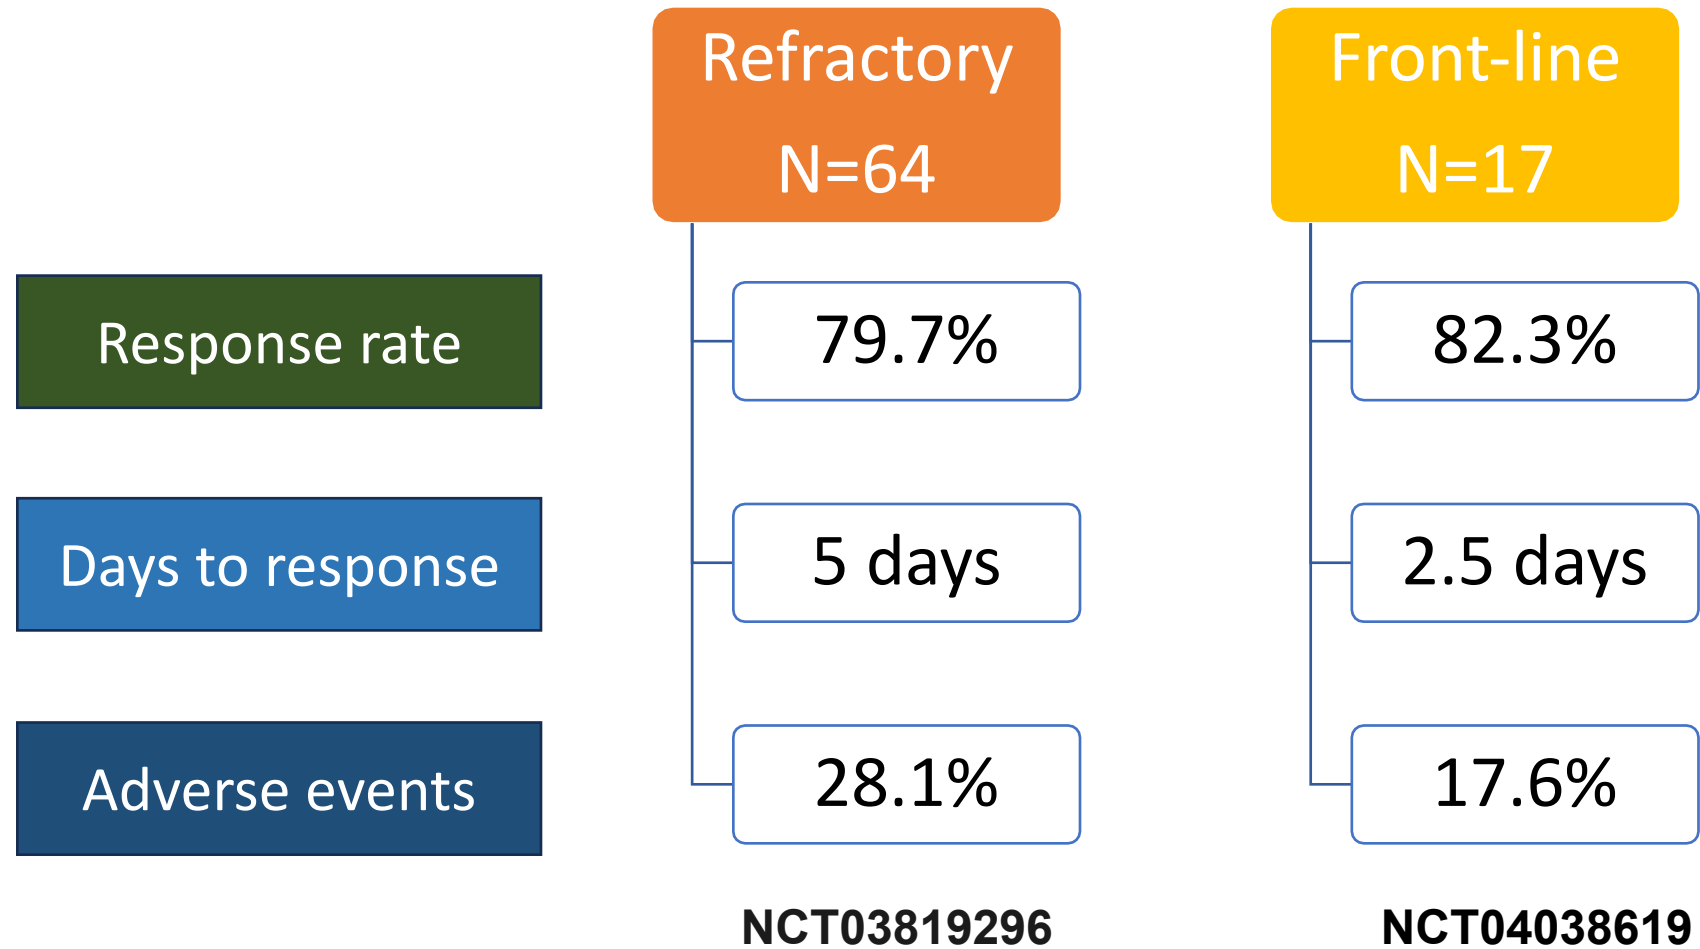 Refractory
N=64
Front-line
N=17
Response rate
79.7%
82.3%
Days to response
5 days
2.5 days
Adverse events
28.1%
17.6%
NCT03819296
NCT04038619